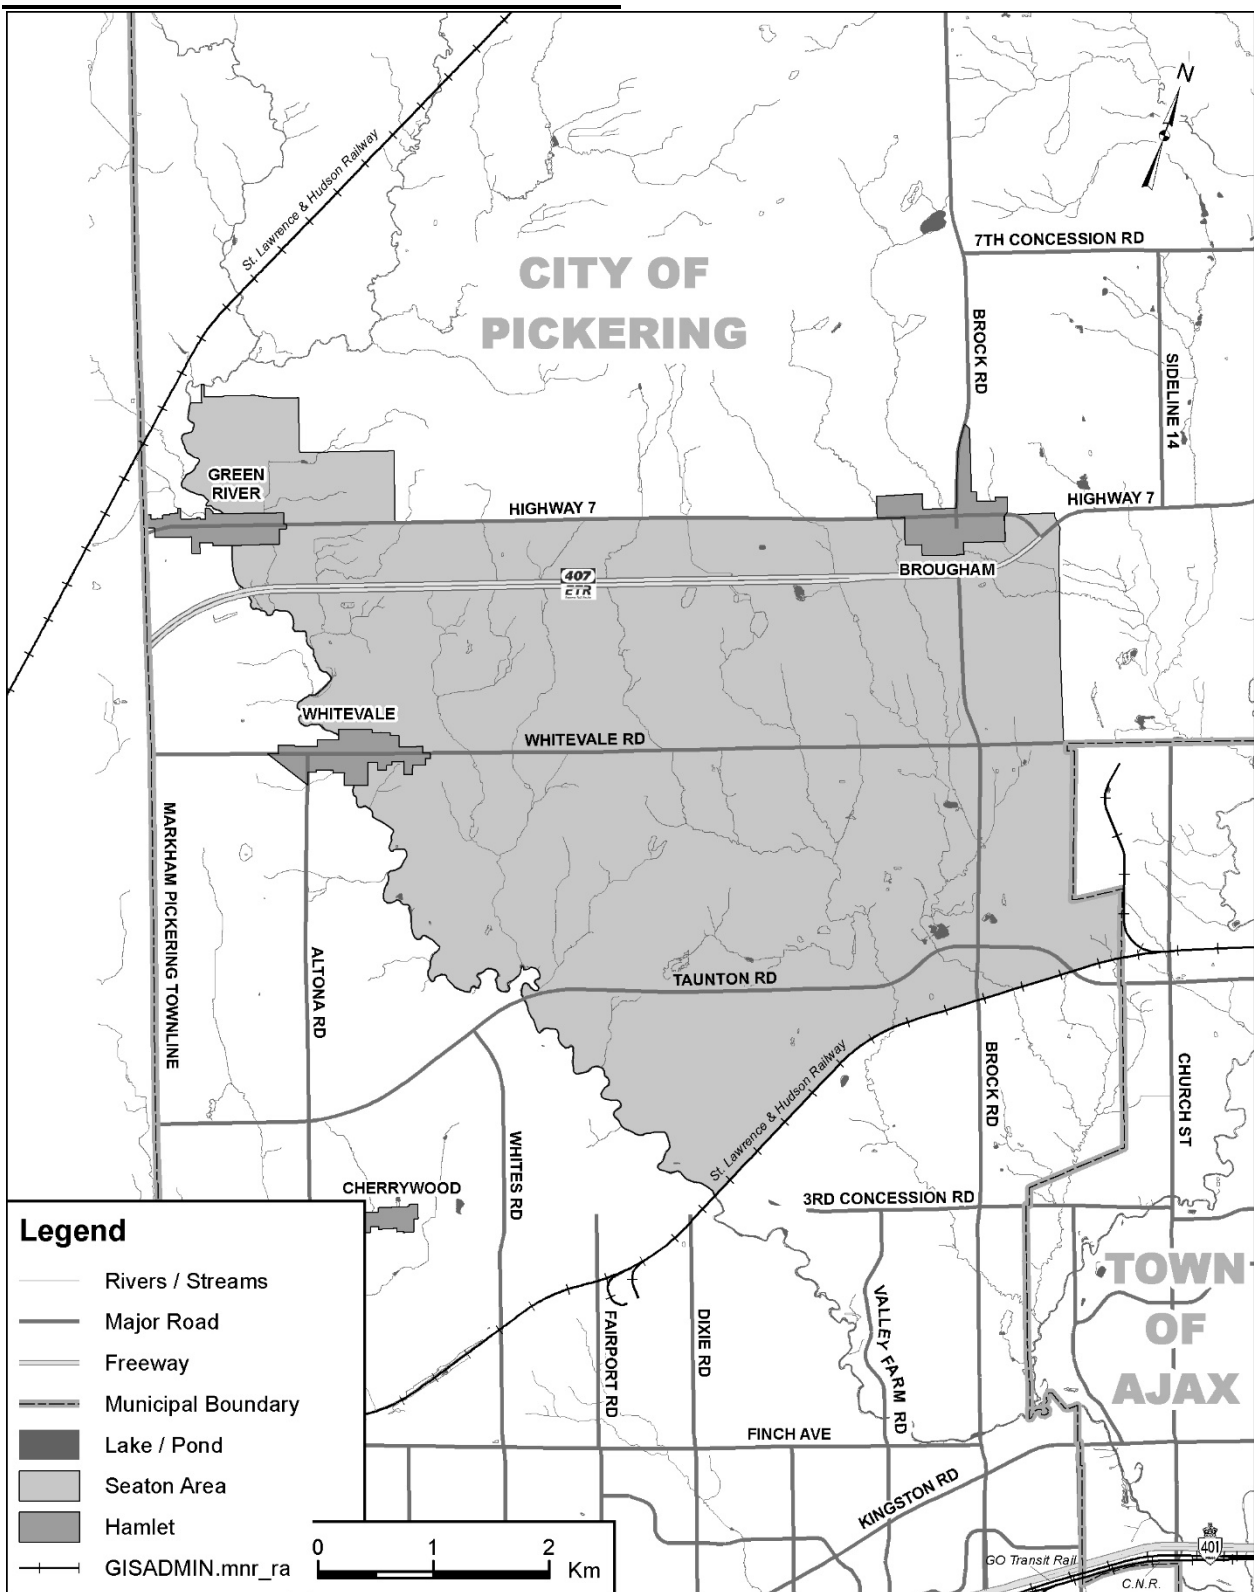 N
St. Lawrence & Hudson Railway
7TH CONCESSION RD
CITY OF
PICKERING
BROCK RD
SIDELINE 14
GREEN
RIVER
HIGHWAY 7
HIGHWAY 7
BROUGHAM
407
ETR
WHITEVALE
WHITEVALE RD
MARKHAM PICKERING TOWNLINE
ALTONA RD
TAUNTON RD
BROCK RD
CHURCH ST
St. Lawrence & Hudson Railway
WHITES RD
CHERRYWOOD
3RD CONCESSION RD
TOWN
OF
AJAX
FAIRPORT RD
DIXIE RD
VALLEY FARM RD
FINCH AVE
KINGSTON RD
401
GO Transit Rail
C.N.R.
Legend
Rivers / Streams
Major Road
Freeway
Municipal Boundary
Lake / Pond
Seaton Area
Hamlet
GISADMIN.mnr_ra
0 1 2
Km